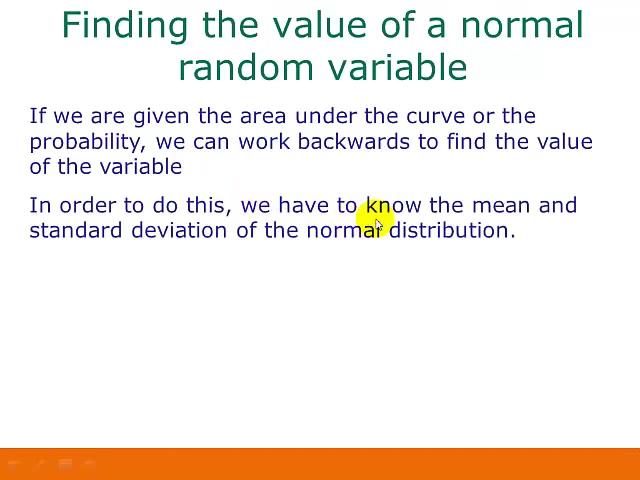 Finding the value of a normal
random variable
If we are given the area under the curve or the
probability, we can work backwards to find the value
of the variable
In order to do this, we have to know the mean and
standard deviation of the normal distribution.